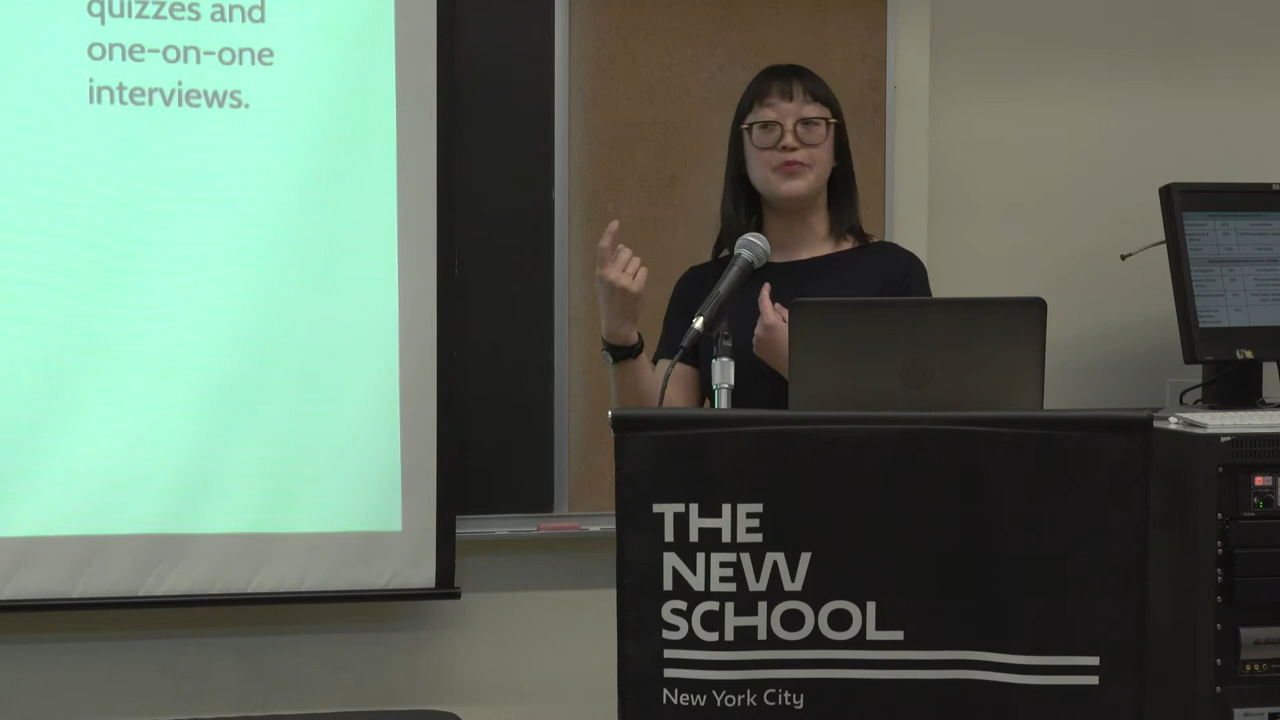 quizzes and
one-on-one
interviews.
THE
NEW
SCHOOL
New York City